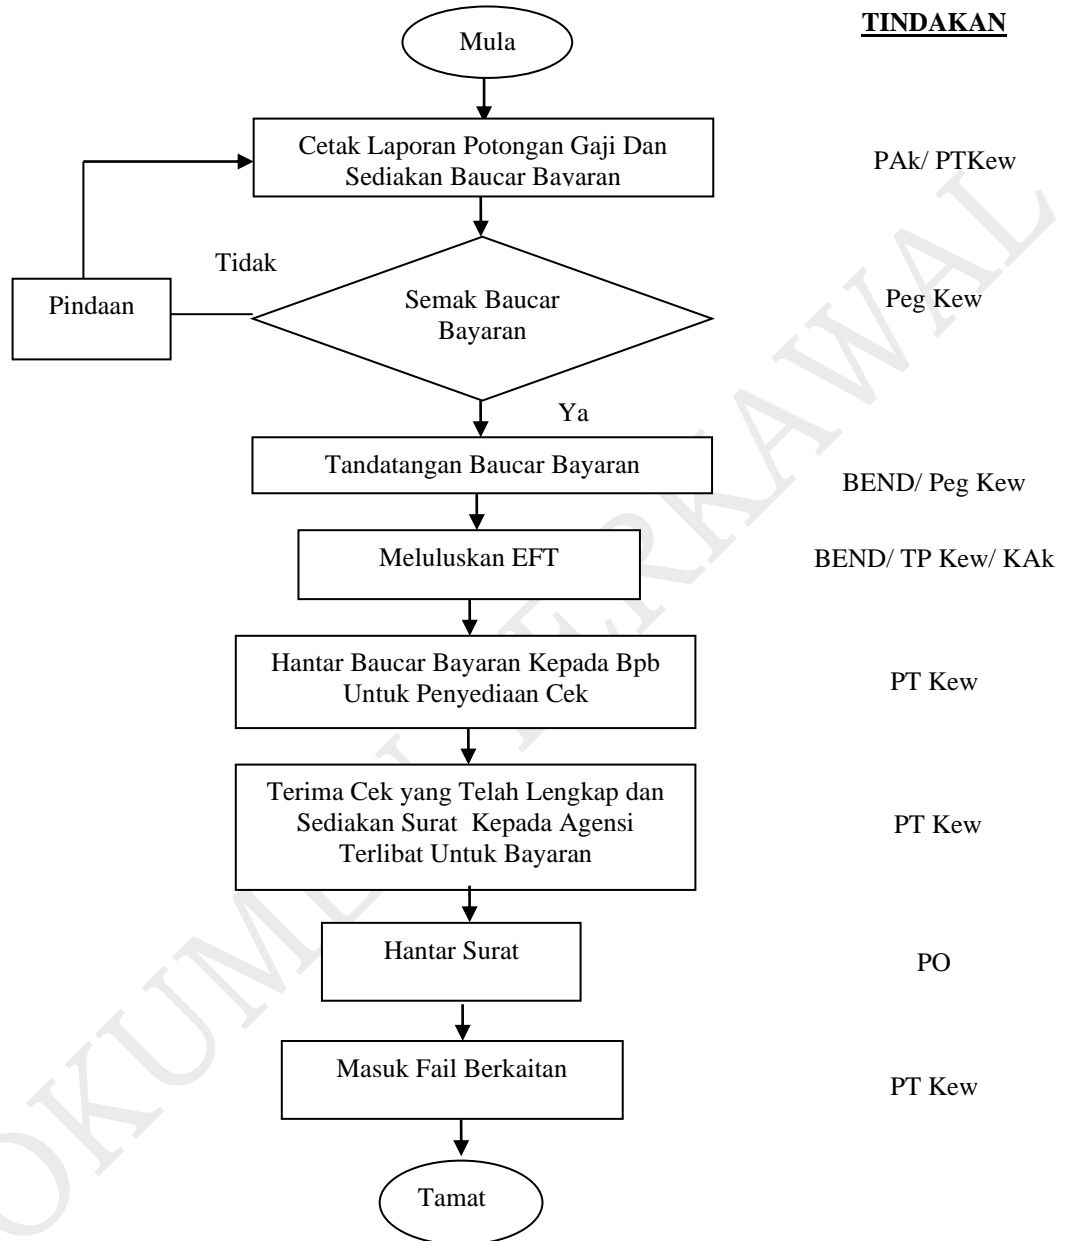 TINDAKAN
Mula
Cetak Laporan Potongan Gaji Dan
Sediakan Baucar Bayaran
PAk/ PTKew
Tidak
Pindaan
Semak Baucar
Bayaran
Peg Kew
Ya
Tandatangan Baucar Bayaran
BEND/ Peg Kew
Meluluskan EFT
BEND/ TP Kew/ KAk
Hantar Baucar Bayaran Kepada Bpb
Untuk Penyediaan Cek
PT Kew
Terima Cek yang Telah Lengkap dan
Sediakan Surat  Kepada Agensi
Terlibat Untuk Bayaran
PT Kew
Hantar Surat
PO
Masuk Fail Berkaitan
PT Kew
Tamat